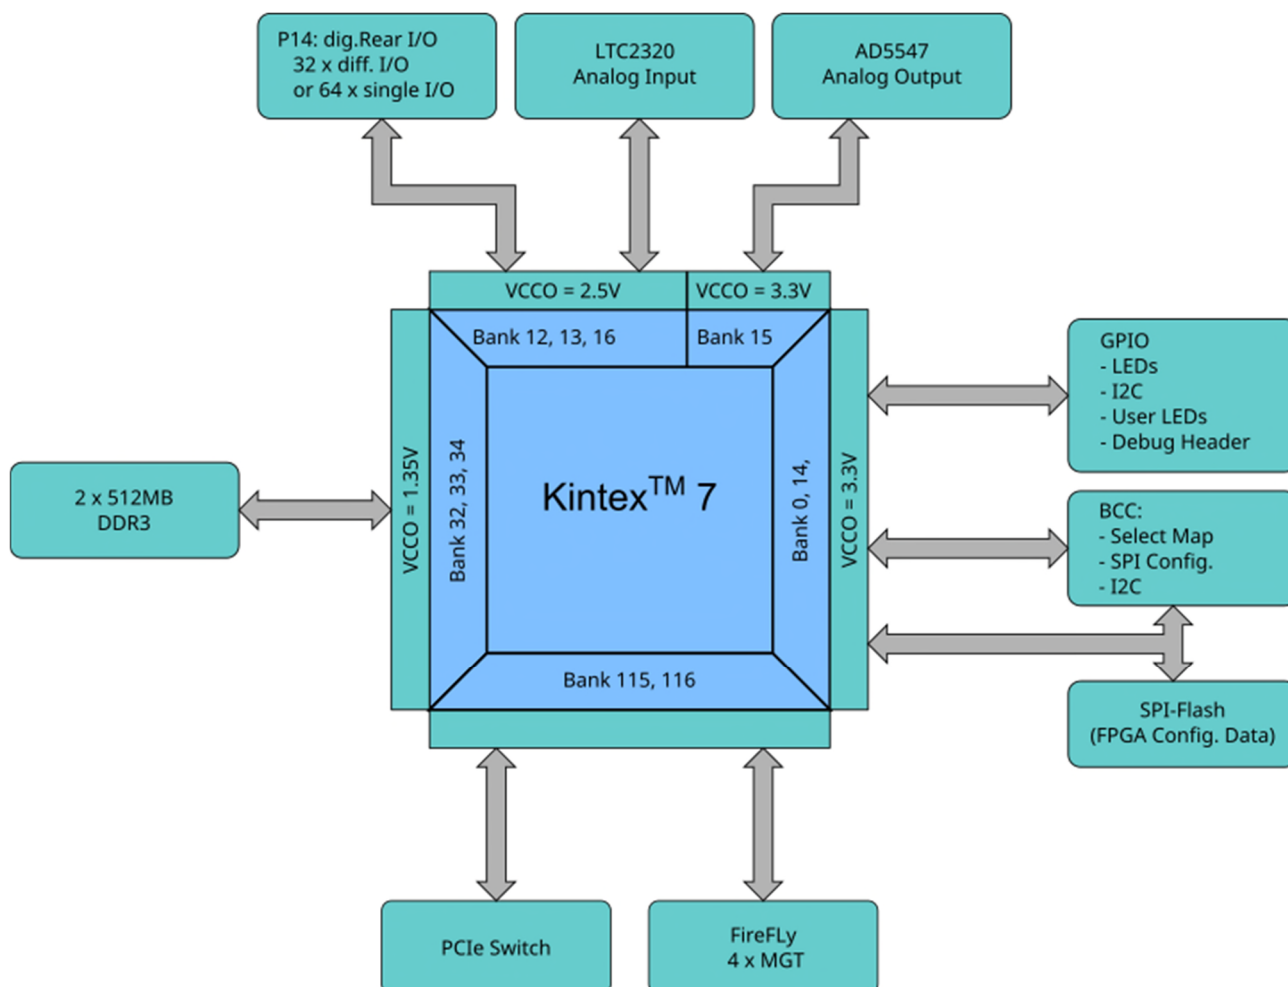 P14: dig.Rear I/O
32 x diff. I/O
or 64 x single I/O
LTC2320
Analog Input
AD5547
Analog Output
VCCO = 2.5V
VCCO = 3.3V
Bank 12, 13, 16
Bank 15
GPIO
- LEDs
- I2C
- User LEDs
- Debug Header
2 x 512MB
DDR3
VCCO = 1.35V
Bank 32, 33, 34
Kintex™ 7
Bank 0, 14,
VCCO = 3.3V
BCC:
- Select Map
- SPI Config.
- I2C
Bank 115, 116
SPI-Flash
(FPGA Config. Data)
PCIe Switch
FireFLy
4 x MGT